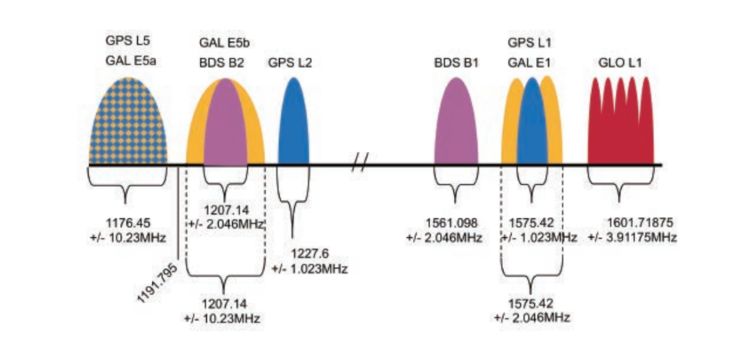 GPS L5
GAL E5a
GAL E5b
BDS B2
GPS L2
BDS B1
GPS L1
GAL E1
GLO L1
//
1176.45
+/- 10.23MHz
1191.795
1207.14
+/- 2.046MHz
1207.14
+/- 10.23MHz
1227.6
+/- 1.023MHz
1561.098
+/- 2.046MHz
1575.42
+/- 1.023MHz
1575.42
+/- 2.046MHz
1601.71875
+/- 3.91175MHz